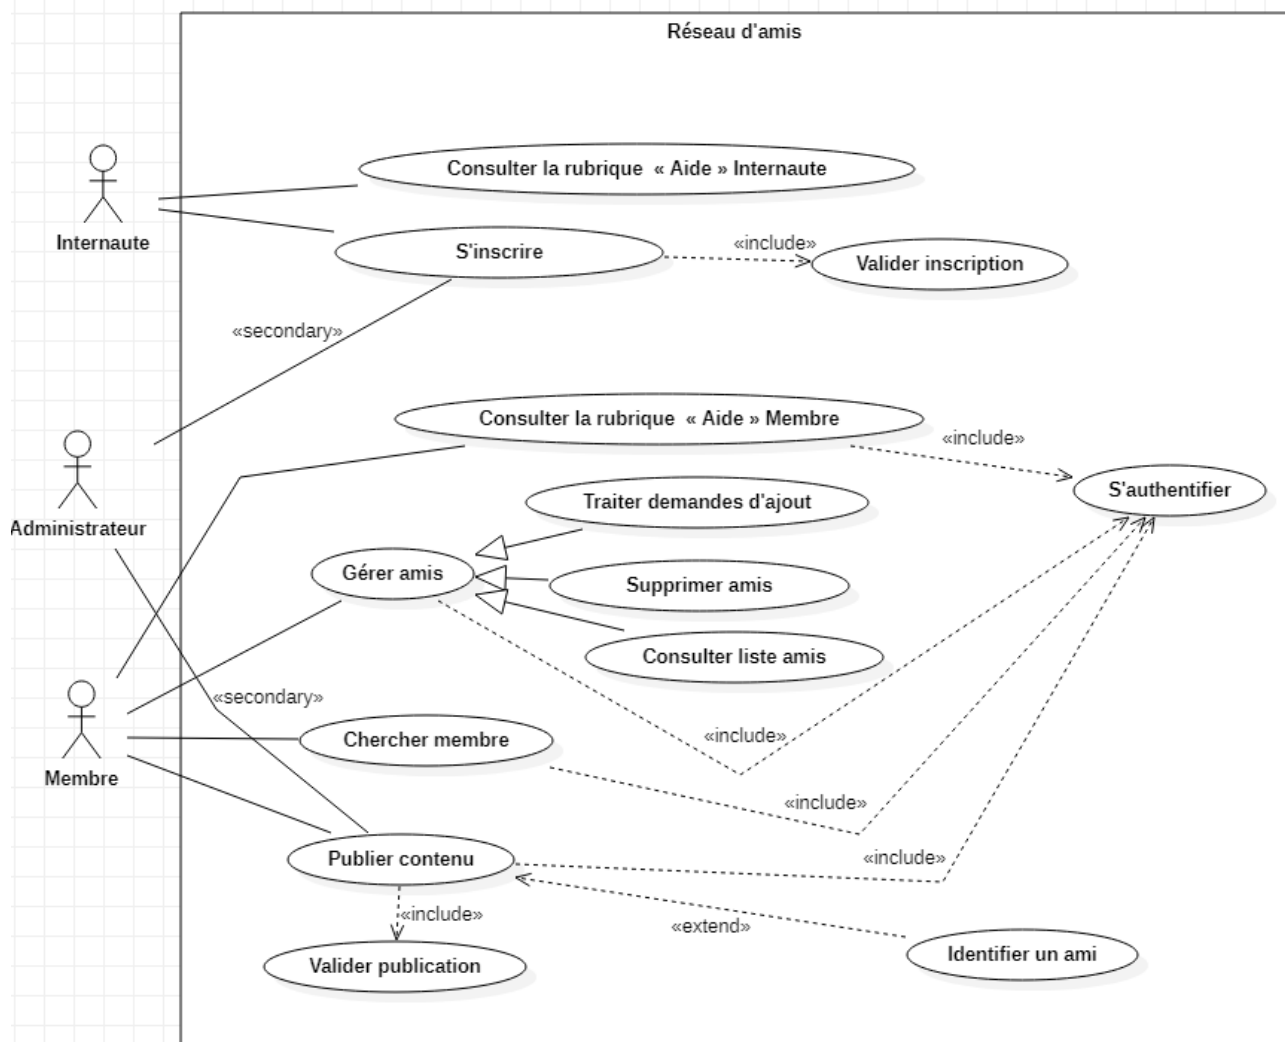 Réseau d'amis
Consulter la rubrique « Aide » Internaute
Internaute
S'inscrire
«include»
Valider inscription
«secondary»
Consulter la rubrique « Aide » Membre
«include»
Administrateur
Traiter demandes d'ajout
S'authentifier
Gérer amis
Supprimer amis
Consulter liste amis
«secondary»
Membre
Chercher membre
«include»
«include»
Publier contenu
«include»
«include»
«extend»
Identifier un ami
Valider publication